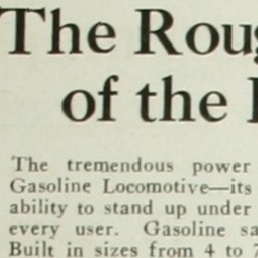 The Roug
of the
The tremendous power
Gasoline Locomotive—its
ability to stand up under
every user. Gasoline sa
Built in sizes from 4 to 7